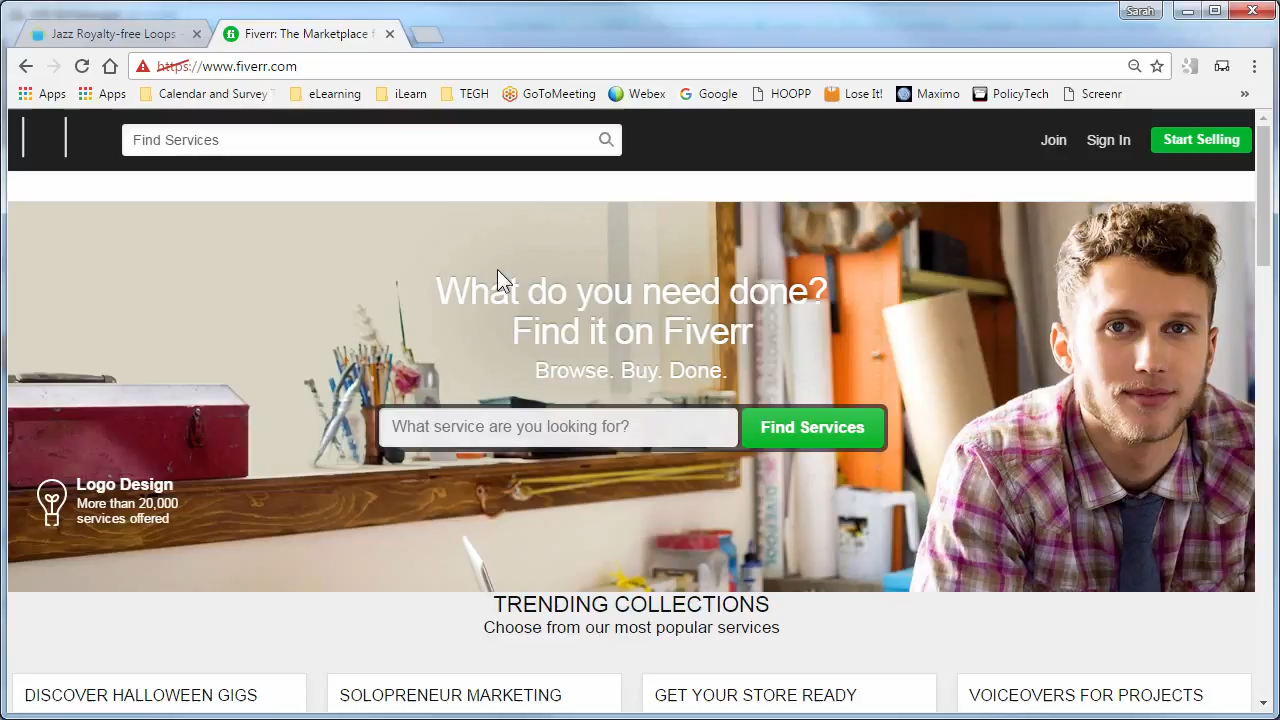 Sarah
Jazz Royalty-free Loops
Fiverr: The Marketplace f
https://www.fiverr.com
Apps
Apps
Calendar and Survey T
eLearning
iLearn
TEGH
GoToMeeting
Webex
Google
HQOPP
Lose It!
Maximo
PolicyTech
Screenr
»
Find Services
Join
Sign In
Start Selling
What do you need done?
Find it on Fiverr
Browse. Buy. Done.
What service are you looking for?
Find Services
Logo Design
More than 20,000
services offered
TRENDING COLLECTIONS
Choose from our most popular services
DISCOVER HALLOWEEN GIGS
SOLOPRENEUR MARKETING
GET YOUR STORE READY
VOICEOVERS FOR PROJECTS